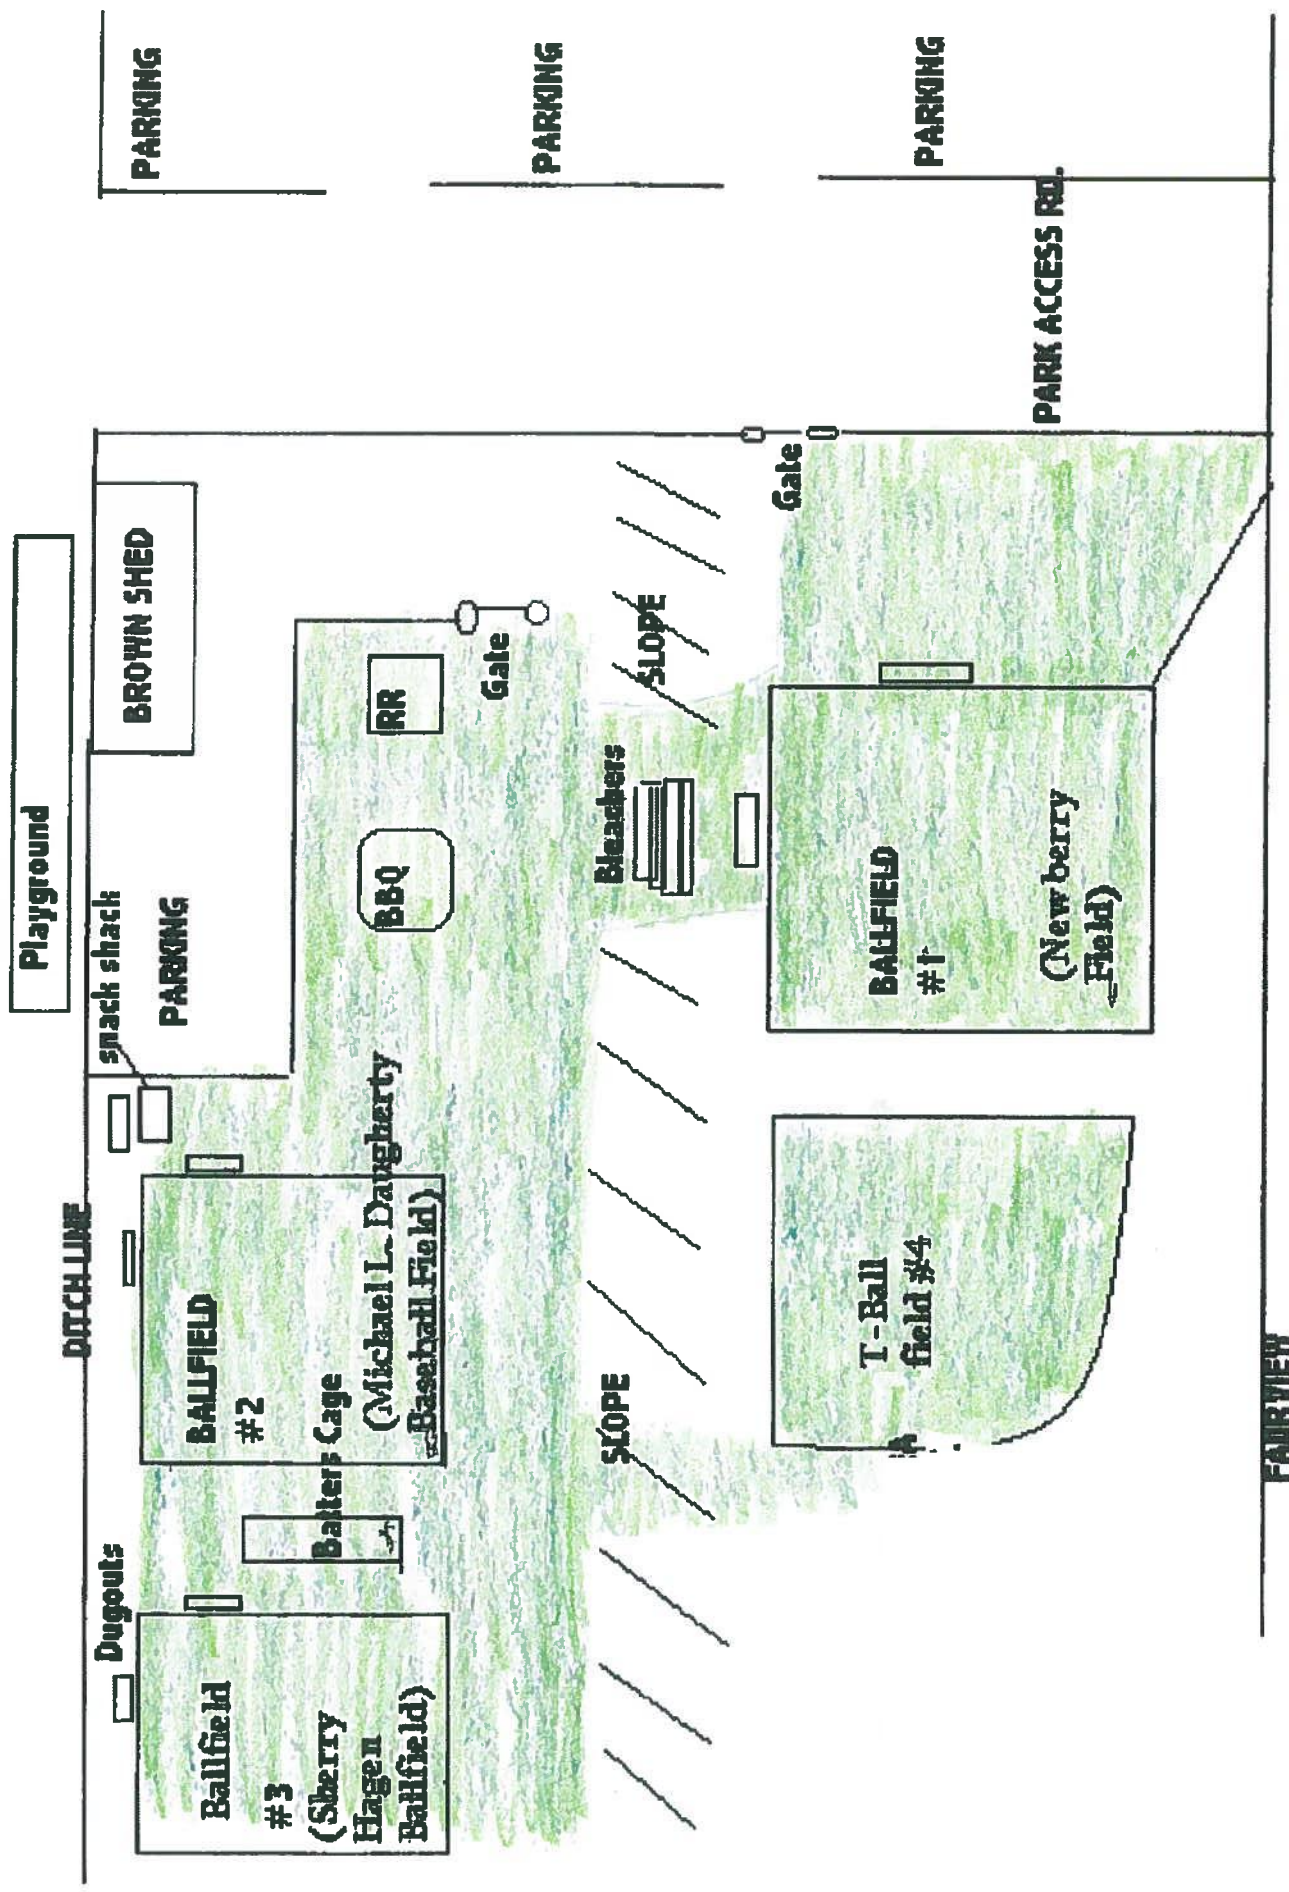 Playground
DITCH LINE
snack shack
Dugouts
BROWN SHED
PARKING
PARKING
Ballfield
#3
(Sherry
Hagen
Ballfield)
Batters Cage
BALLFIELD
#2
(Michael L. Daugherty
Baseball Field)
BBQ
RR
Gate
PARKING
SLOPE
Bleachers
SLOPE
Gate
T-Ball
field #4
BALLFIELD
#1
(Newberry
Field)
PARK ACCESS RD.
PARKING
FAIRVIEW